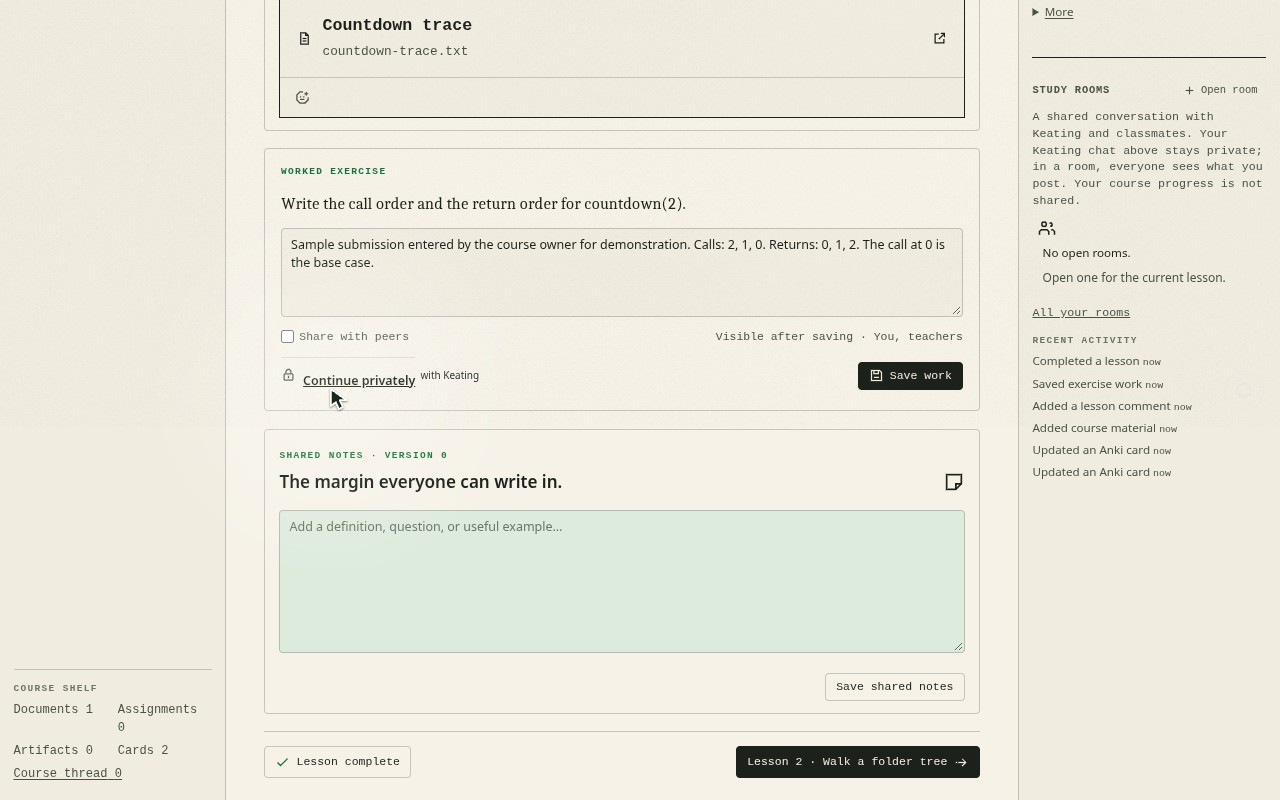 Countdown trace
countdown-trace.txt
WORKED EXERCISE
Write the call order and the return order for countdown(2).
Sample submission entered by the course owner for demonstration. Calls: 2, 1, 0. Returns: 0, 1, 2. The call at 0 is
the base case.
Share with peers
Visible after saving · You, teachers
Continue privately with Keating
Save work
SHARED NOTES · VERSION 0
The margin everyone can write in.
Add a definition, question, or useful example...
Save shared notes
Lesson complete
Lesson 2 · Walk a folder tree →
COURSE SHELF
Documents 1
Assignments
0
Artifacts 0
Cards 2
Course thread 0
More
STUDY ROOMS
+ Open room
A shared conversation with
Keating and classmates. Your
Keating chat above stays private;
in a room, everyone sees what you
post. Your course progress is not
shared.
No open rooms.
Open one for the current lesson.
All your rooms
RECENT ACTIVITY
Completed a lesson now
Saved exercise work now
Added a lesson comment now
Added course material now
Updated an Anki card now
Updated an Anki card now